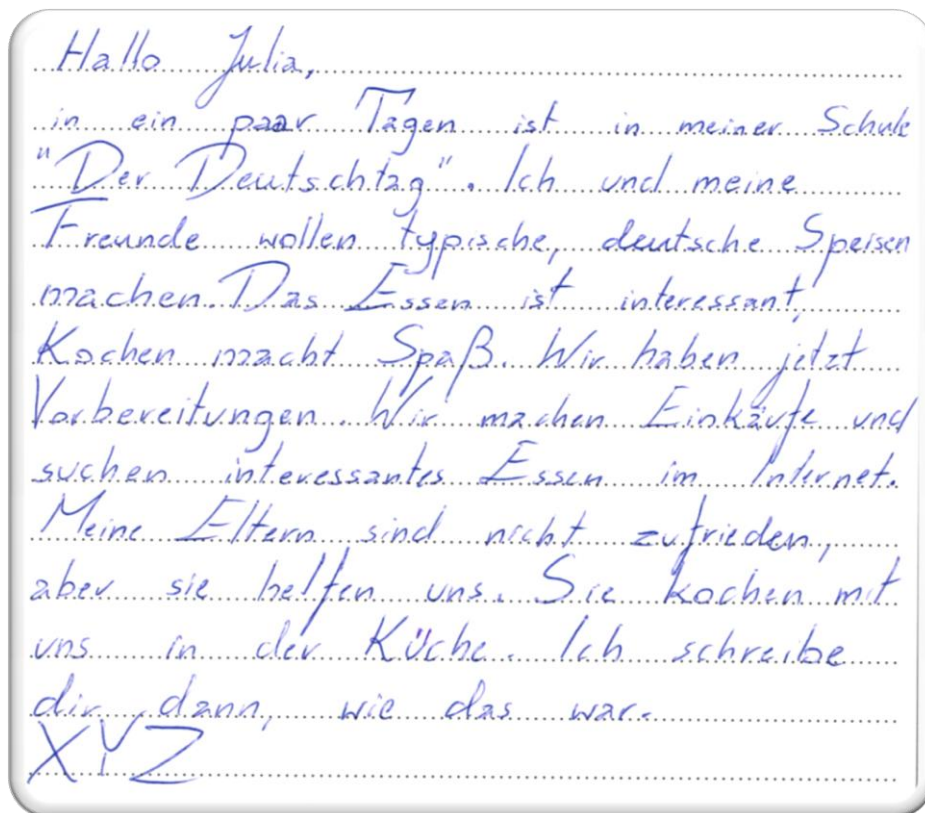 Hallo Julia,
in ein paar Tagen ist in meiner Schule
"Der Deutschtag". Ich und meine
Freunde wollen typische, deutsche Speisen
machen. Das Essen ist interessant,
Kochen macht Spaß. Wir haben jetzt
Vorbereitungen. Wir machen Einkäufe und
suchen interessantes Essen im Internet.
Meine Eltern sind nicht zufrieden,
aber sie helfen uns. Sie kochen mit
uns in der Küche. Ich schreibe
dir dann, wie das war.
XYZ